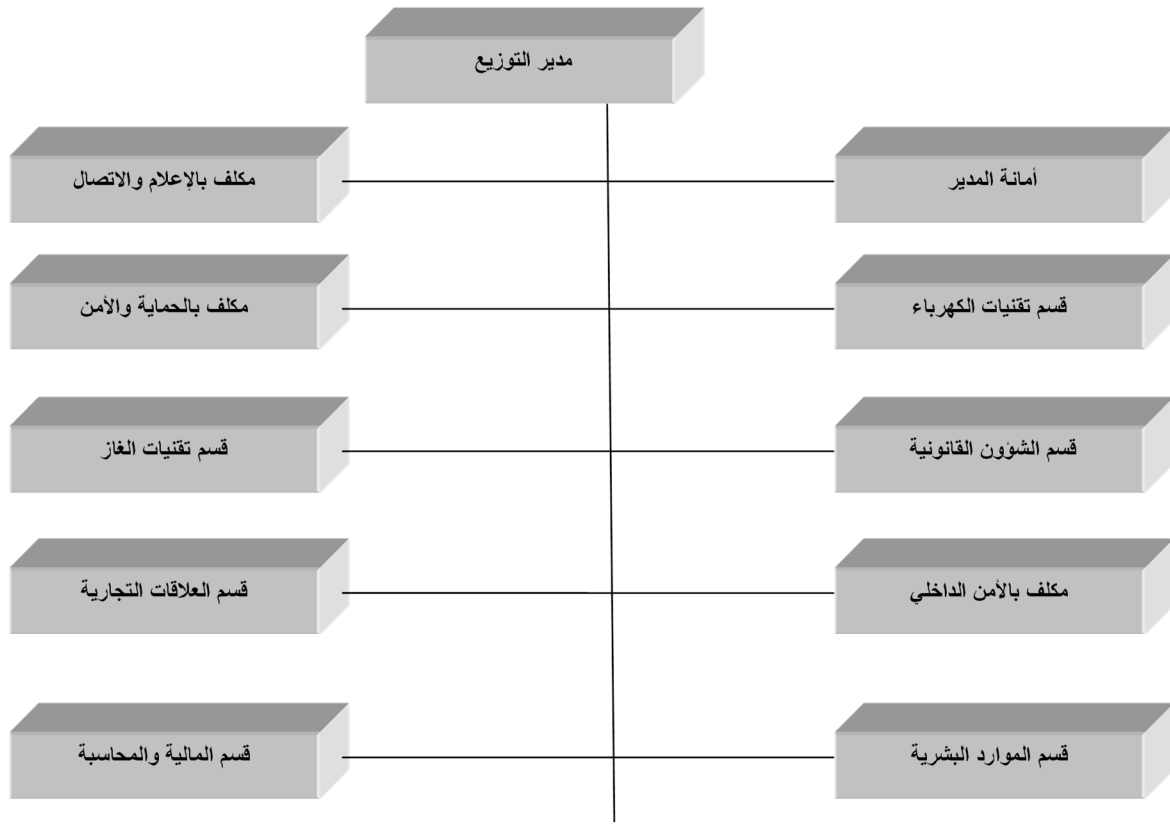 مدير التوزيع
أمانة المدير
مكلف بالإعلام والاتصال
قسم تقنيات الكهرباء
مكلف بالحماية والأمن
قسم الشؤون القانونية
قسم تقنيات الغاز
مكلف بالأمن الداخلي
قسم العلاقات التجارية
قسم الموارد البشرية
قسم المالية والمحاسبة